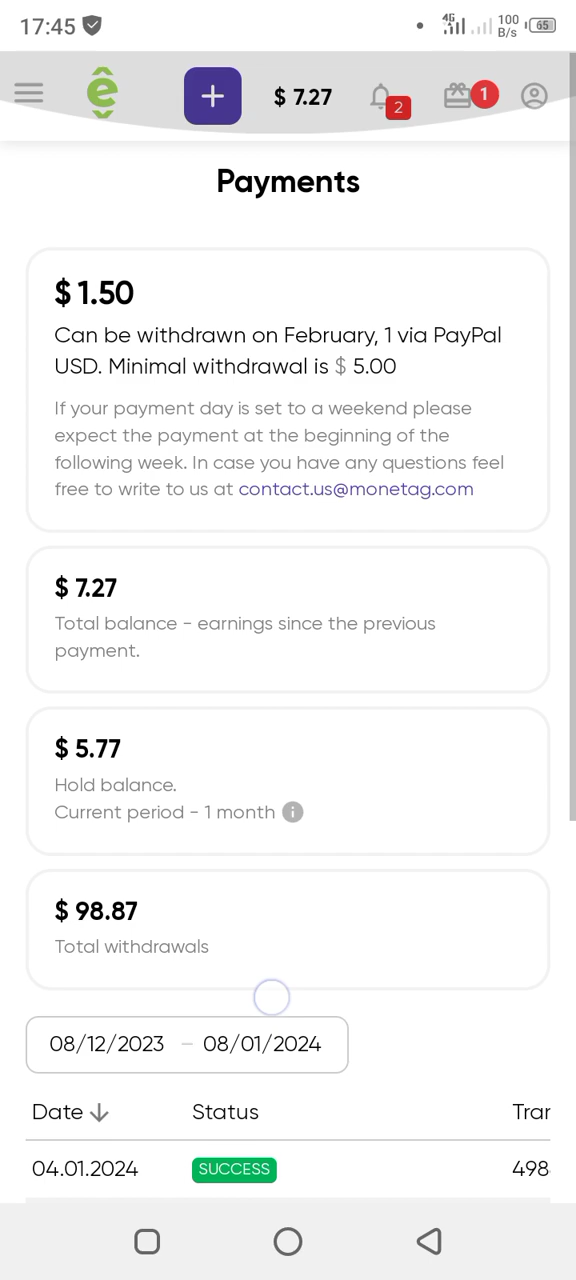 17:45
4G
100 B/s
65
ê
+
$ 7.27
2
1
Payments
$ 1.50
Can be withdrawn on February, 1 via PayPal
USD. Minimal withdrawal is $ 5.00
If your payment day is set to a weekend please
expect the payment at the beginning of the
following week. In case you have any questions feel
free to write to us at contact.us@monetag.com
$ 7.27
Total balance - earnings since the previous
payment.
$ 5.77
Hold balance.
Current period - 1 month
$ 98.87
Total withdrawals
08/12/2023 – 08/01/2024
Date Status Trar
04.01.2024 SUCCESS 498